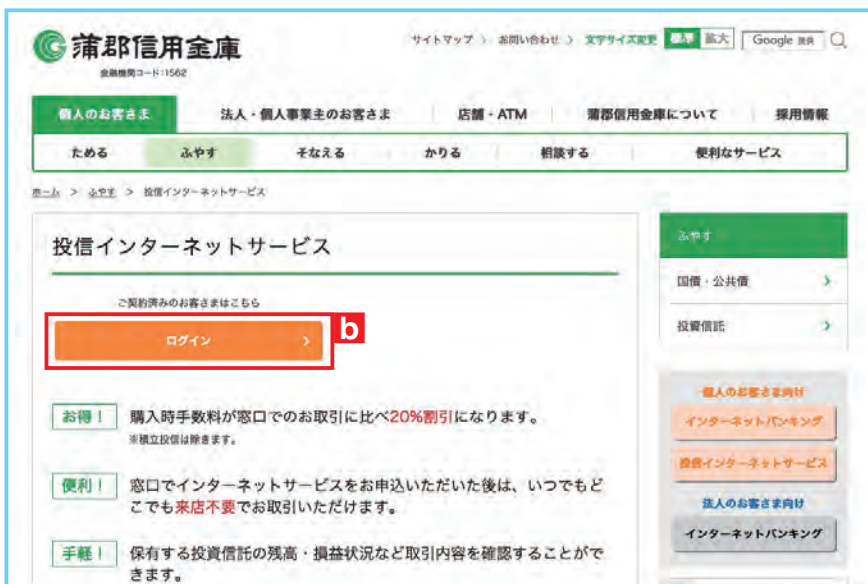 蒲郡信用金庫
金融機関コード:1562
サイトマップ > お問い合わせ > 文字サイズ変更 標準 拡大 Google 提供
個人のお客さま 法人・個人事業主のお客さま 店舗・ATM 蒲郡信用金庫について 採用情報
ためる ふやす そなえる かりる 相談する 便利なサービス
ホーム > ふやす > 投信インターネットサービス
投信インターネットサービス
ご契約済みのお客さまはこちら
ログイン >
b
お得! 購入時手数料が窓口でのお取引に比べ20%割引になります。
※積立投信は除きます。
便利! 窓口でインターネットサービスをお申込いただいた後は、いつでもど
こでも来店不要でお取引いただけます。
手軽! 保有する投資信託の残高・損益状況など取引内容を確認することがで
きます。
ふやす
国債・公共債 >
投資信託 >
個人のお客さま向け
インターネットバンキング
投信インターネットサービス
法人のお客さま向け
インターネットバンキング